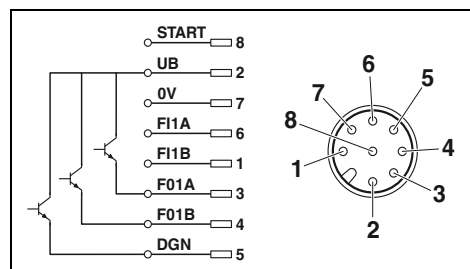 START 8
UB 2
0V 7
FI1A 6
FI1B 1
F01A 3
F01B 4
DGN 5
6
7 5
8
1 4
3
2